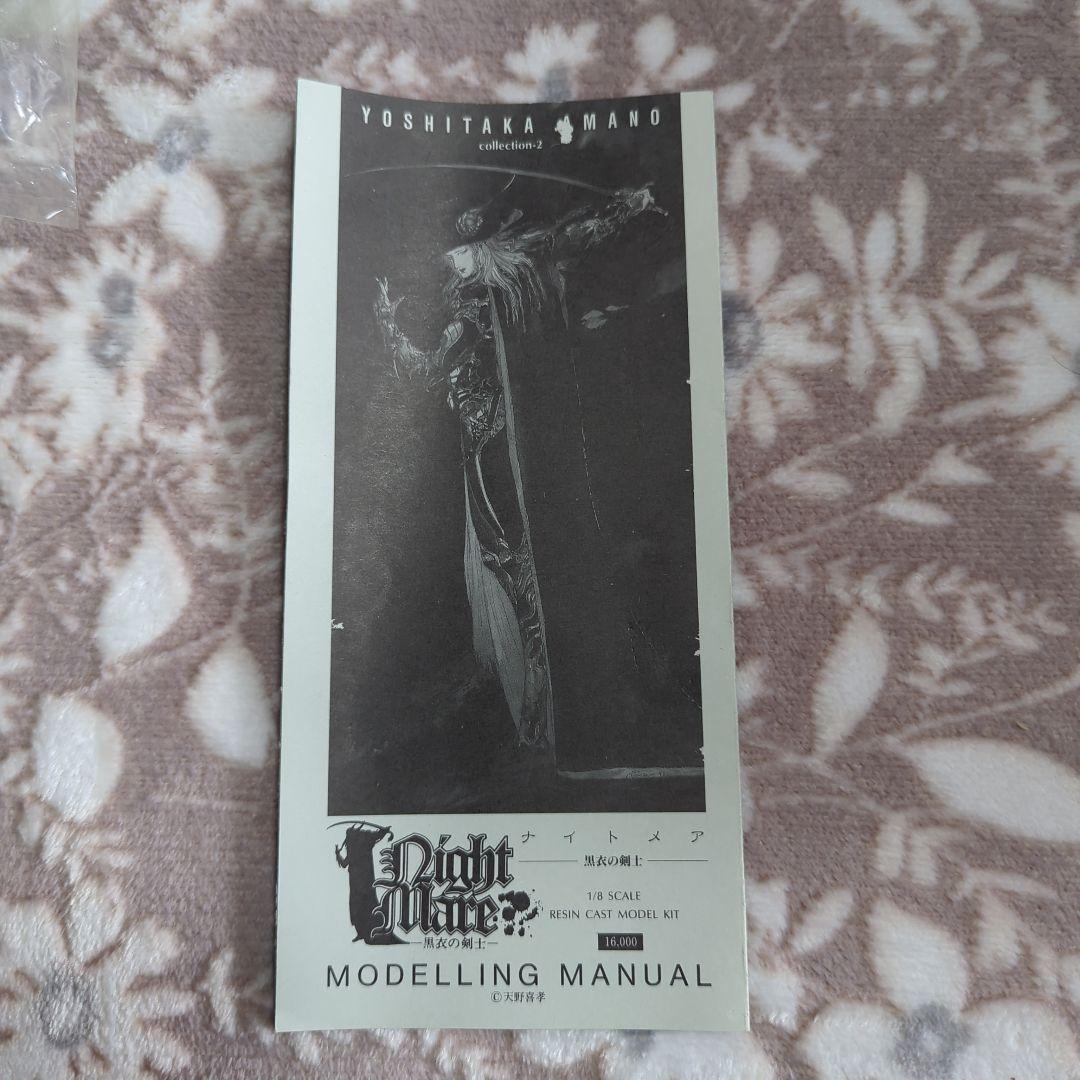 YOSHITAKA AMANO
collection-2
ナイトメア
Night
Mare
黒衣の剣士
黒衣の剣士
1/8 SCALE
RESIN CAST MODEL KIT
16,000
MODELLING MANUAL
©天野喜孝